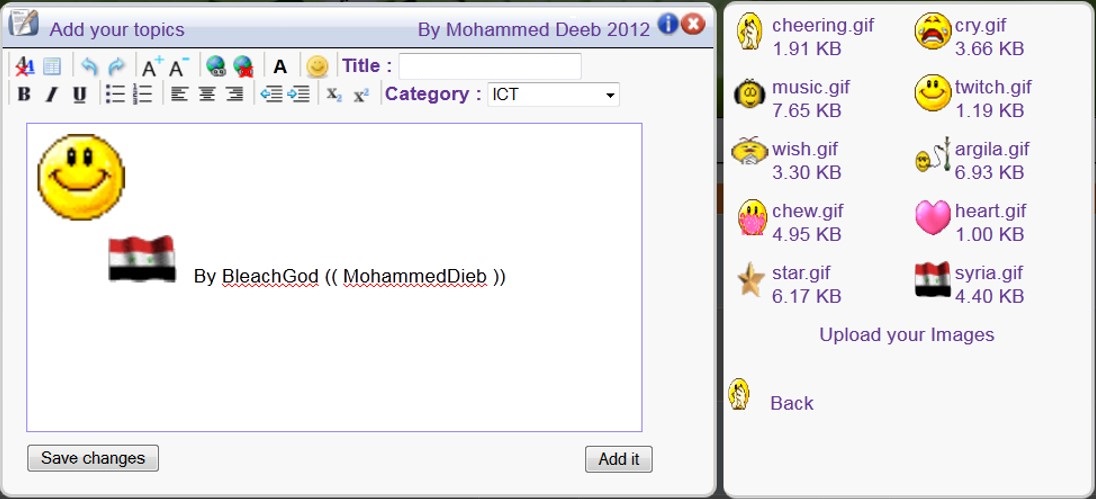 Add your topics By Mohammed Deeb 2012
A A+ A- A Title :
B I U x₂ x² Category : ICT
By BleachGod (( MohammedDieb ))
Save changes Add it
cheering.gif cry.gif
1.91 KB 3.66 KB
music.gif twitch.gif
7.65 KB 1.19 KB
wish.gif argila.gif
3.30 KB 6.93 KB
chew.gif heart.gif
4.95 KB 1.00 KB
star.gif syria.gif
6.17 KB 4.40 KB
Upload your Images
Back